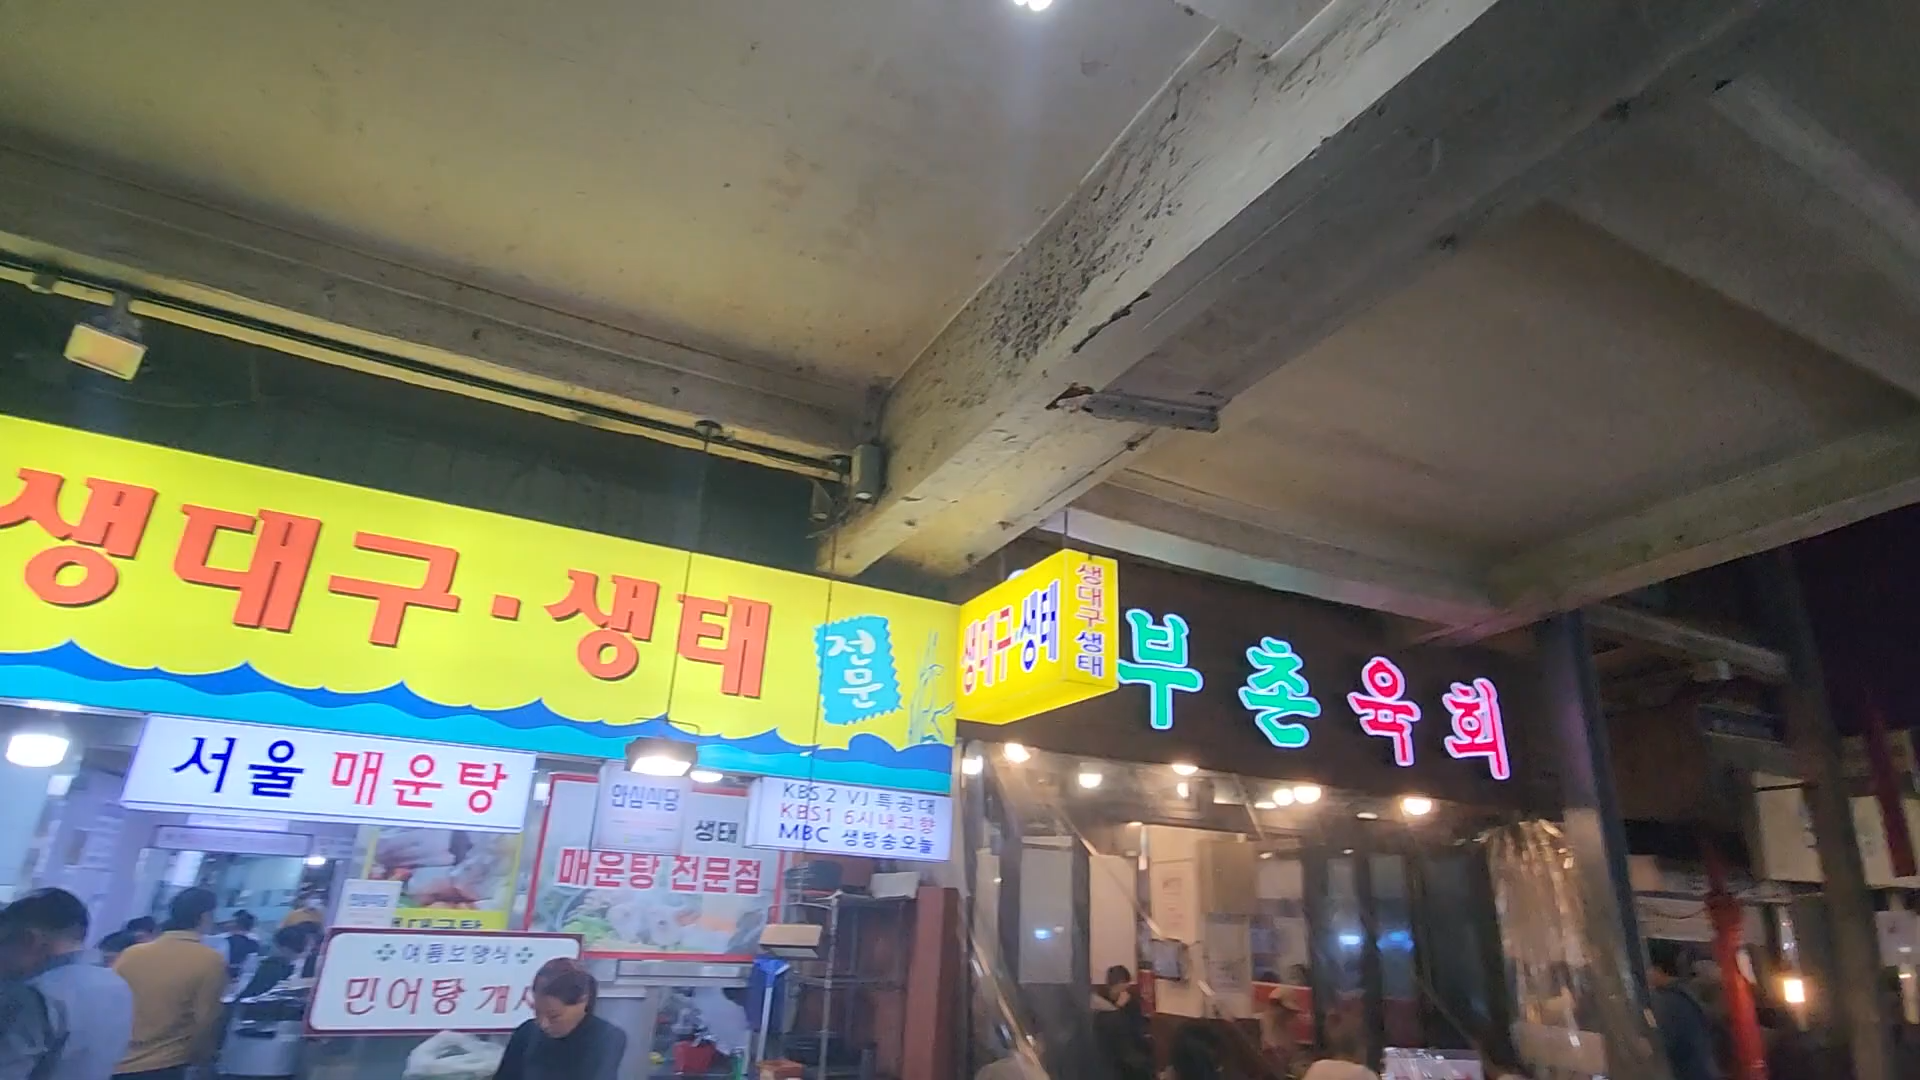 생대구·생태
전문
생대구·생태
생대구생태
부촌육회
서울 매운탕
안심식당
생태
매운탕 전문점
KBS2 VJ특공대
KBS1 6시내고향
MBC 생방송오늘
여름보양식
민어탕 개시